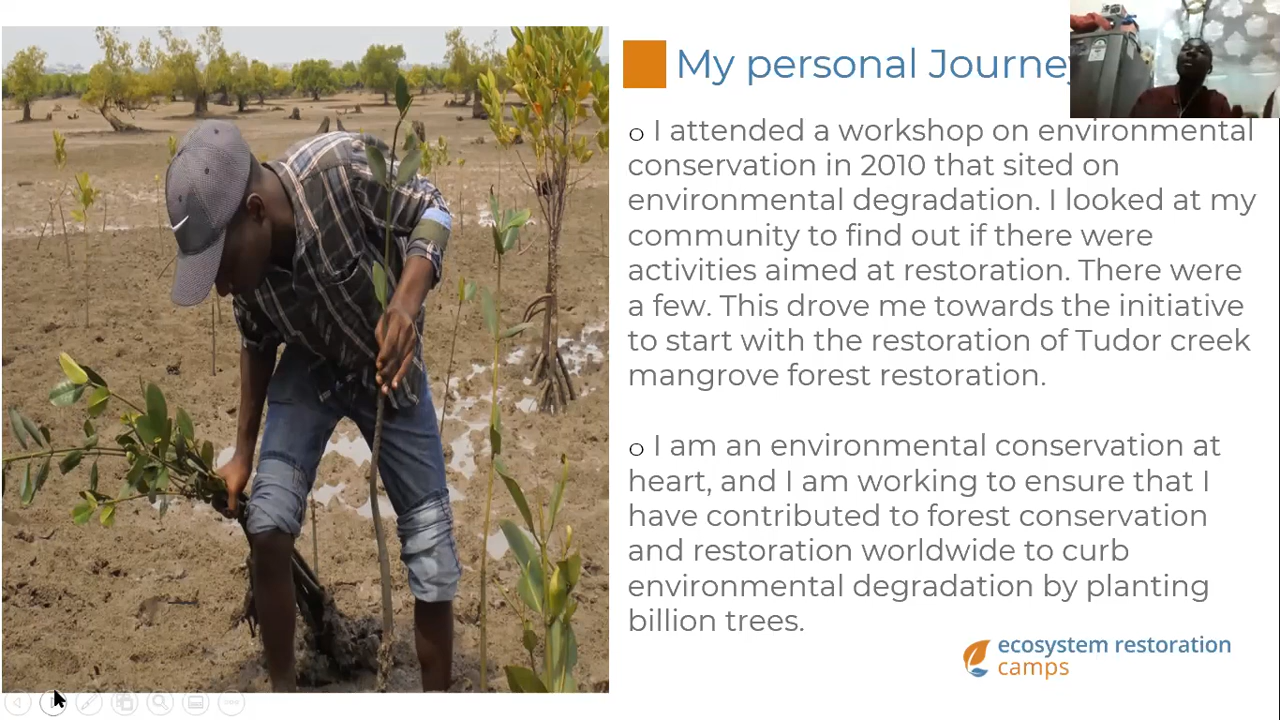 My personal Journey
o I attended a workshop on environmental
conservation in 2010 that sited on
environmental degradation. I looked at my
community to find out if there were
activities aimed at restoration. There were
a few. This drove me towards the initiative
to start with the restoration of Tudor creek
mangrove forest restoration.
o I am an environmental conservation at
heart, and I am working to ensure that I
have contributed to forest conservation
and restoration worldwide to curb
environmental degradation by planting
billion trees.
ecosystem restoration
camps